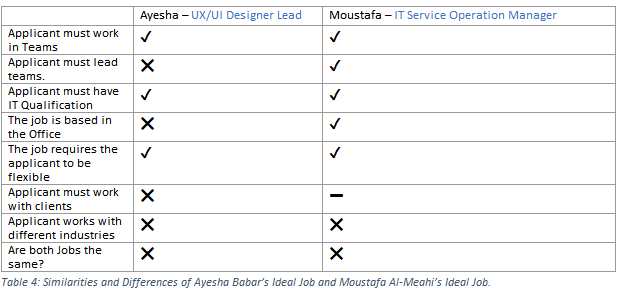 Ayesha – UX/UI Designer Lead Moustafa – IT Service Operation Manager
Applicant must work ✓ ✓
in Teams
Applicant must lead ✕ ✓
teams.
Applicant must have ✓ ✓
IT Qualification
The job is based in ✕ ✓
the Office
The job requires the ✓ ✓
applicant to be
flexible
Applicant must work ✕ –
with clients
Applicant works with ✕ ✕
different industries
Are both Jobs the ✕ ✕
same?
Table 4: Similarities and Differences of Ayesha Babar's Ideal Job and Moustafa Al-Meahi's Ideal Job.